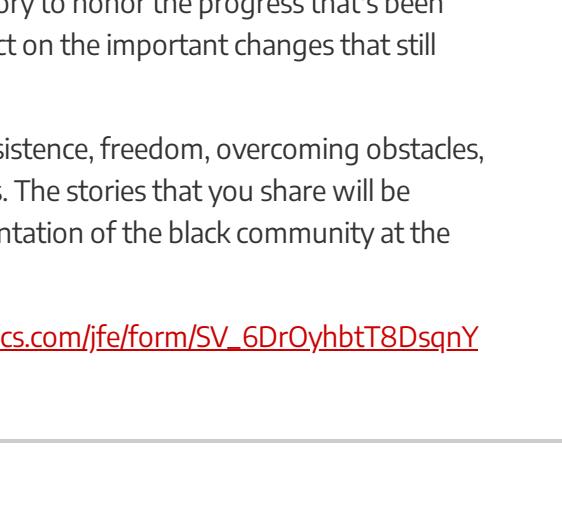 ory to honor the progress that's been
ct on the important changes that still
sistence, freedom, overcoming obstacles,
s. The stories that you share will be
ntation of the black community at the
cs.com/jfe/form/SV_6DrOyhbtT8DsqnY